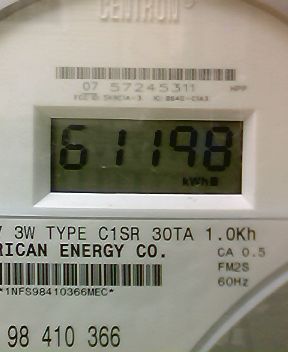 CENTRON
07 57245311 HPP
61198
kWh
3W TYPE C1SR 30TA 1.0Kh
RICAN ENERGY CO. CA 0.5
FM2S
*1NFS98410366MEC* 60Hz
98 410 366